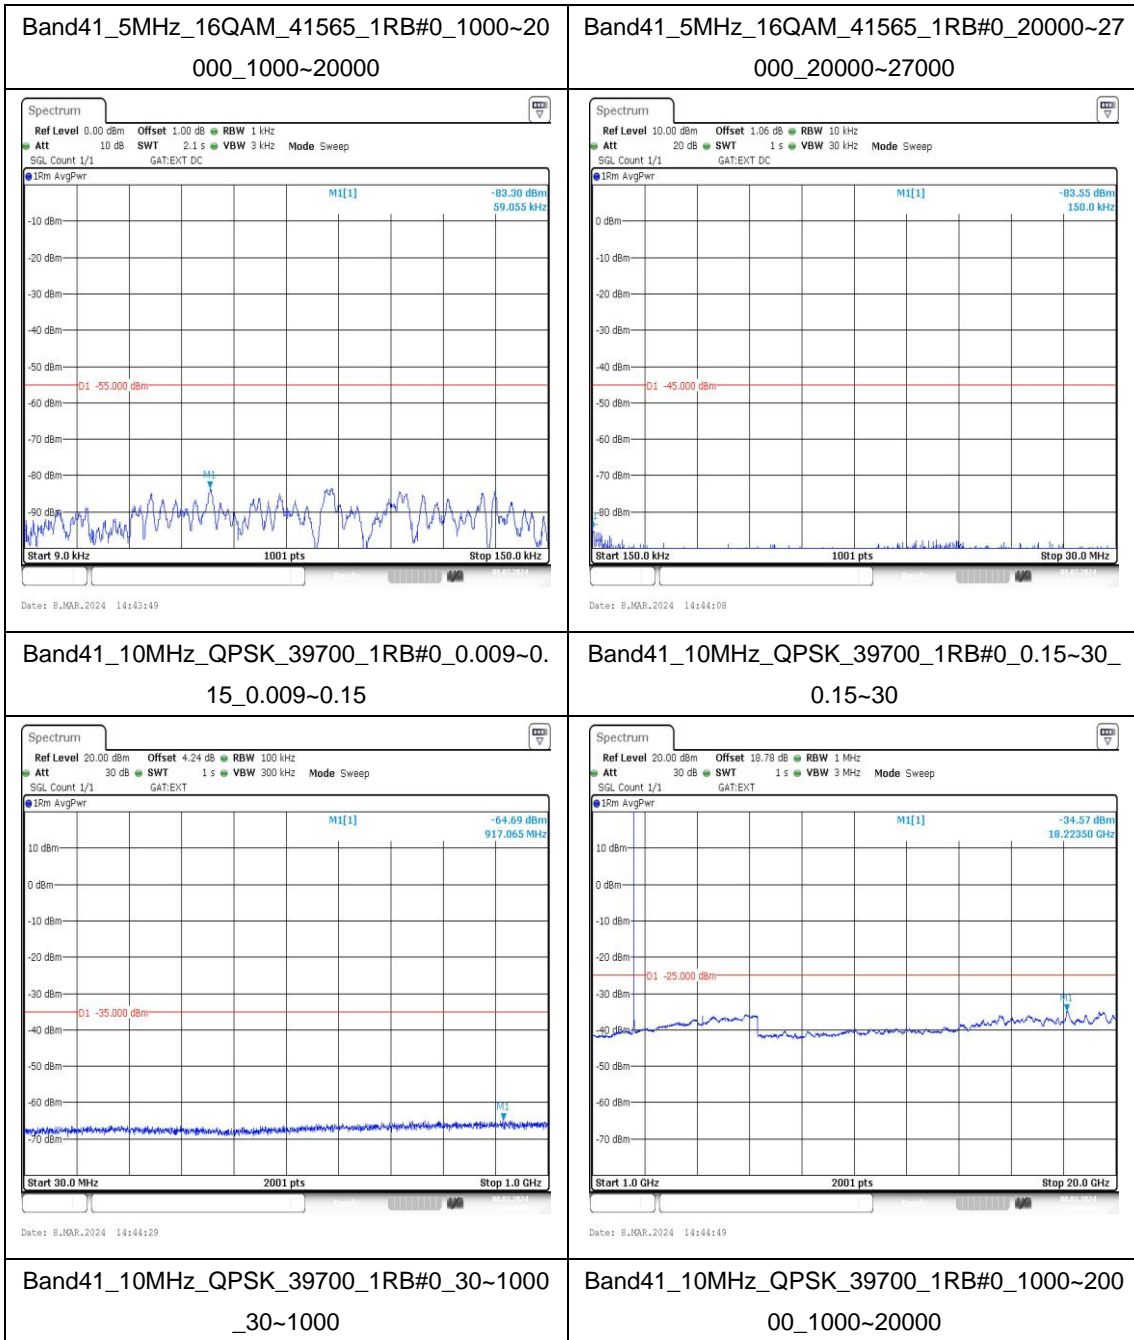 Band41_5MHz_16QAM_41565_1RB#0_1000~20
000_1000~20000
Band41_5MHz_16QAM_41565_1RB#0_20000~27
000_20000~27000
Spectrum
Ref Level 0.00 dBm Offset 1.00 dB RBW 1 kHz
Att 10 dB SWT 2.1 s VBW 3 kHz Mode Sweep
SGL Count 1/1 GAT:EXT DC
1Rm AvgPwr
M1[1] -83.30 dBm
59.055 kHz
-10 dBm
-20 dBm
-30 dBm
-40 dBm
-50 dBm
D1 -55.000 dBm
-60 dBm
-70 dBm
-80 dBm
M1
-90 dBm
Start 9.0 kHz 1001 pts Stop 150.0 kHz
Date: 8.MAR.2024 14:43:49
Spectrum
Ref Level 10.00 dBm Offset 1.06 dB RBW 10 kHz
Att 20 dB SWT 1 s VBW 30 kHz Mode Sweep
SGL Count 1/1 GAT:EXT DC
1Rm AvgPwr
M1[1] -83.55 dBm
150.0 kHz
0 dBm
-10 dBm
-20 dBm
-30 dBm
-40 dBm
D1 -45.000 dBm
-50 dBm
-60 dBm
-70 dBm
-80 dBm
Start 150.0 kHz 1001 pts Stop 30.0 MHz
Date: 8.MAR.2024 14:44:08
Band41_10MHz_QPSK_39700_1RB#0_0.009~0.
15_0.009~0.15
Band41_10MHz_QPSK_39700_1RB#0_0.15~30_
0.15~30
Spectrum
Ref Level 20.00 dBm Offset 4.24 dB RBW 100 kHz
Att 30 dB SWT 1 s VBW 300 kHz Mode Sweep
SGL Count 1/1 GAT:EXT
1Rm AvgPwr
M1[1] -64.69 dBm
917.065 MHz
10 dBm
0 dBm
-10 dBm
-20 dBm
-30 dBm
D1 -35.000 dBm
-40 dBm
-50 dBm
-60 dBm
M1
-70 dBm
Start 30.0 MHz 2001 pts Stop 1.0 GHz
Date: 8.MAR.2024 14:44:29
Spectrum
Ref Level 20.00 dBm Offset 18.78 dB RBW 1 MHz
Att 30 dB SWT 1 s VBW 3 MHz Mode Sweep
SGL Count 1/1 GAT:EXT
1Rm AvgPwr
M1[1] -34.57 dBm
18.22350 GHz
10 dBm
0 dBm
-10 dBm
-20 dBm
D1 -25.000 dBm
-30 dBm
M1
-40 dBm
-50 dBm
-60 dBm
-70 dBm
Start 1.0 GHz 2001 pts Stop 20.0 GHz
Date: 8.MAR.2024 14:44:49
Band41_10MHz_QPSK_39700_1RB#0_30~1000
_30~1000
Band41_10MHz_QPSK_39700_1RB#0_1000~200
00_1000~20000